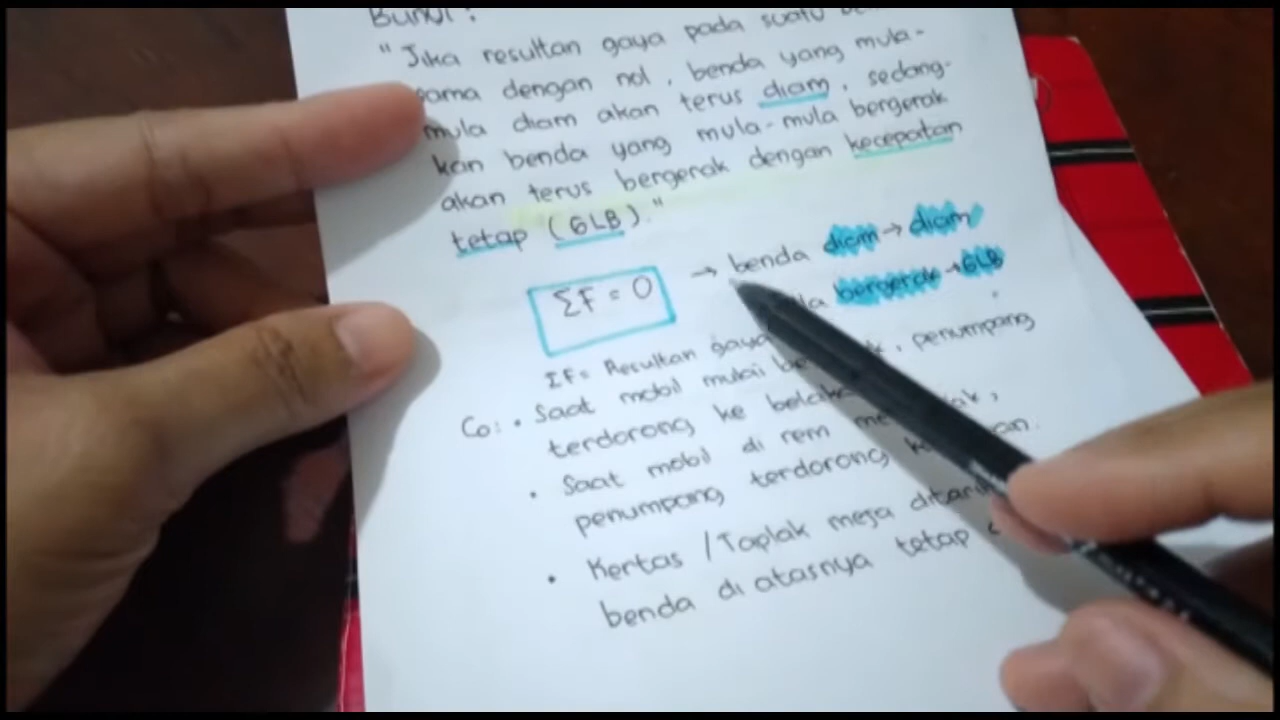 Bunyi :
"Jika resultan gaya pada suatu
sama dengan nol, benda yang mula-
mula diam akan terus diam, sedang-
kan benda yang mula-mula bergerak
akan terus bergerak dengan kecepatan
tetap (GLB)."
ΣF = 0
→ benda diam → diam
bergerak → GLB
ΣF = Resultan gaya
Co: • Saat mobil mulai penumpang
terdorong ke
• Saat mobil di rem
penumpang terdorong
• Kertas / Taplak meja
benda di atasnya tetap